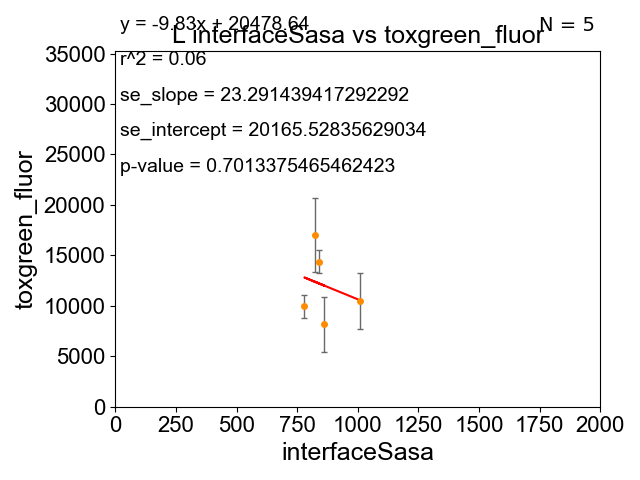 y = -9.83x + 20478.64
N = 5
L interfaceSasa vs toxgreen_fluor
r^2 = 0.06
se_slope = 23.291439417292292
se_intercept = 20165.52835629034
p-value = 0.7013375465462423
35000
30000
25000
20000
15000
10000
5000
0
toxgreen_fluor
0 250 500 750 1000 1250 1500 1750 2000
interfaceSasa